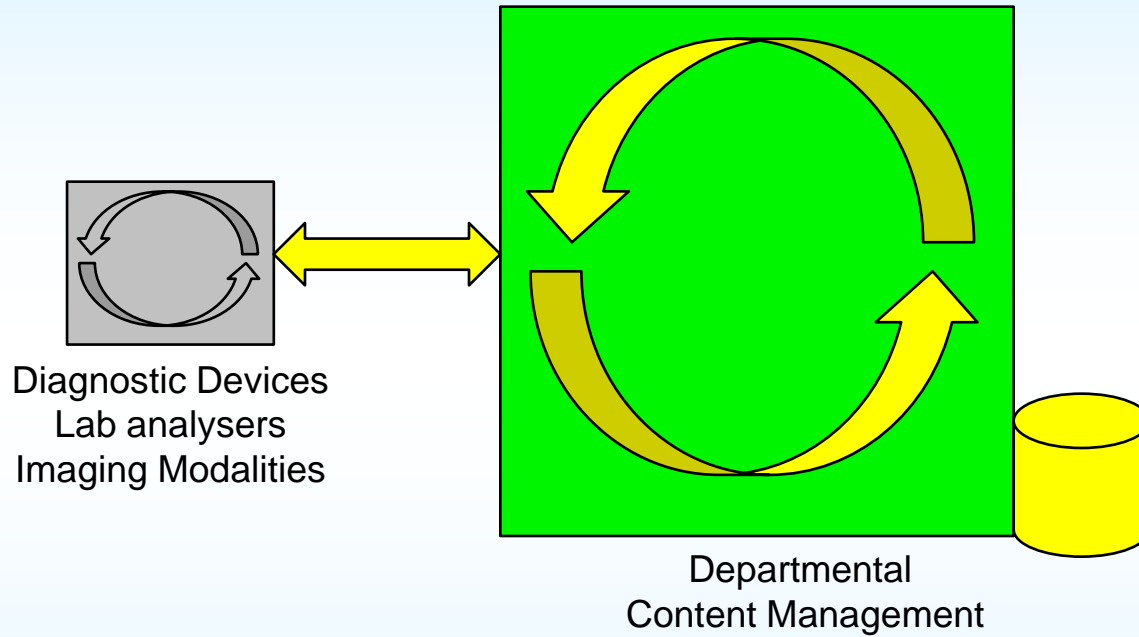 Diagnostic Devices
Lab analysers
Imaging Modalities
Departmental
Content Management